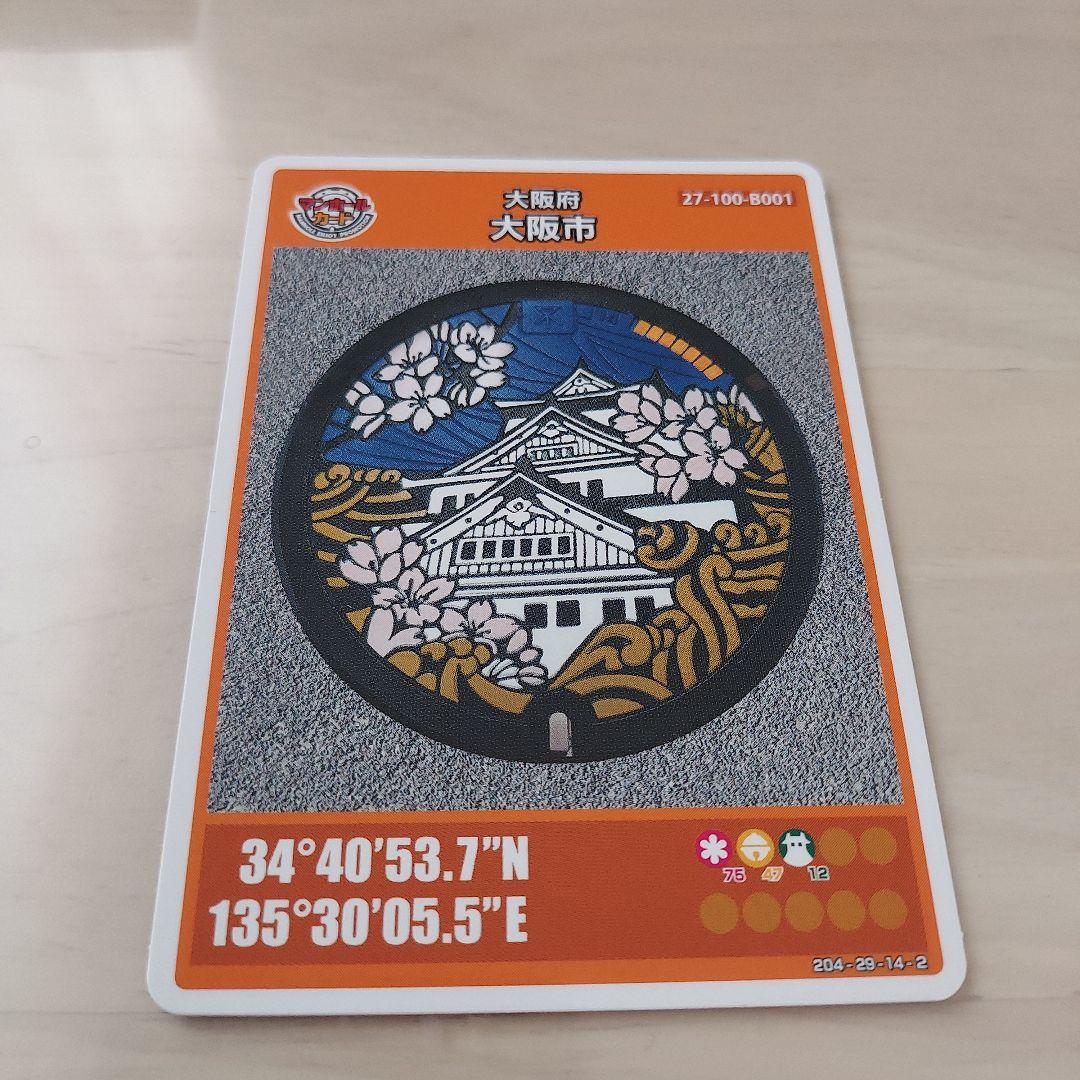 マンホール
カード
大阪府
大阪市
27-100-B001
34°40'53.7"N
135°30'05.5"E
75 47 12
204-29-14-2